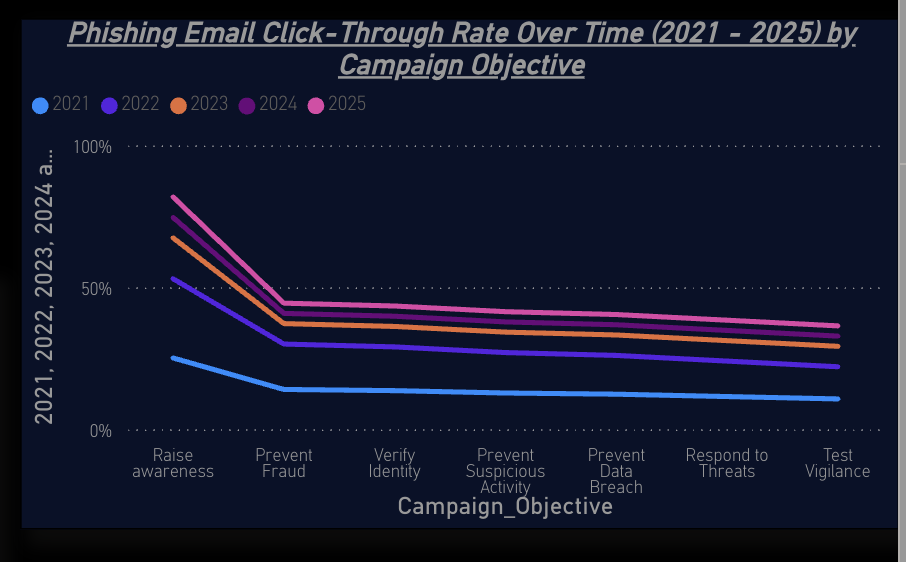 Phishing Email Click-Through Rate Over Time (2021 - 2025) by
Campaign Objective
2021 2022 2023 2024 2025
2021, 2022, 2023, 2024 a...
100%
50%
0%
Raise
awareness
Prevent
Fraud
Verify
Identity
Prevent
Suspicious
Activity
Prevent
Data
Breach
Respond to
Threats
Test
Vigilance
Campaign_Objective